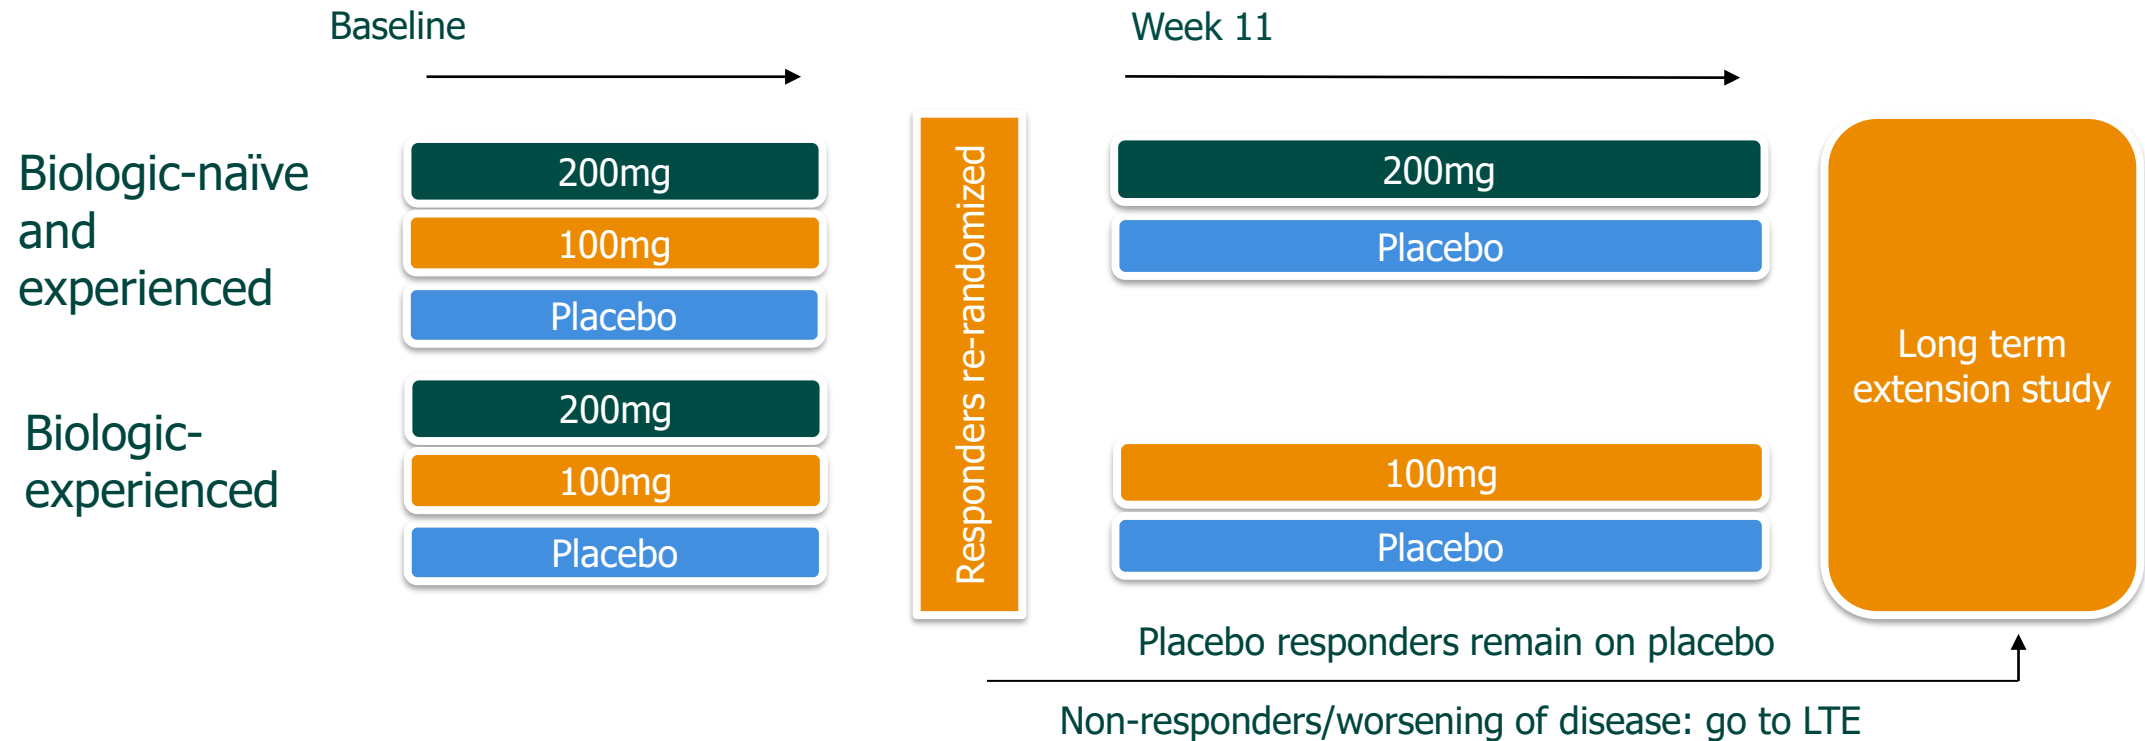 Baseline
Week 11
Biologic-naïve
and
experienced
200mg
100mg
Placebo
Biologic-
experienced
200mg
100mg
Placebo
Responders re-randomized
200mg
Placebo
100mg
Placebo
Long term
extension study
Placebo responders remain on placebo
Non-responders/worsening of disease: go to LTE